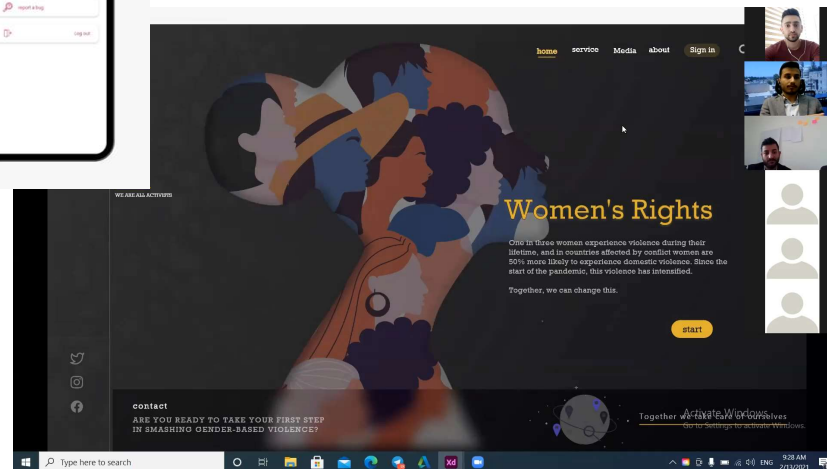 report a bug
Log out
home service Media about Sign in
WE ARE ALL ACTIVISTS
Women's Rights
One in three women experience violence during their
lifetime, and in countries affected by conflict women are
50% more likely to experience domestic violence. Since the
start of the pandemic, this violence has intensified.
Together, we can change this.
start
contact
ARE YOU READY TO TAKE YOUR FIRST STEP
IN SMASHING GENDER-BASED VIOLENCE?
Together we take care of ourselves
Activate Windows
Go to Settings to activate Windows.
Type here to search
Xd
ENG
9:28 AM
2/13/2021